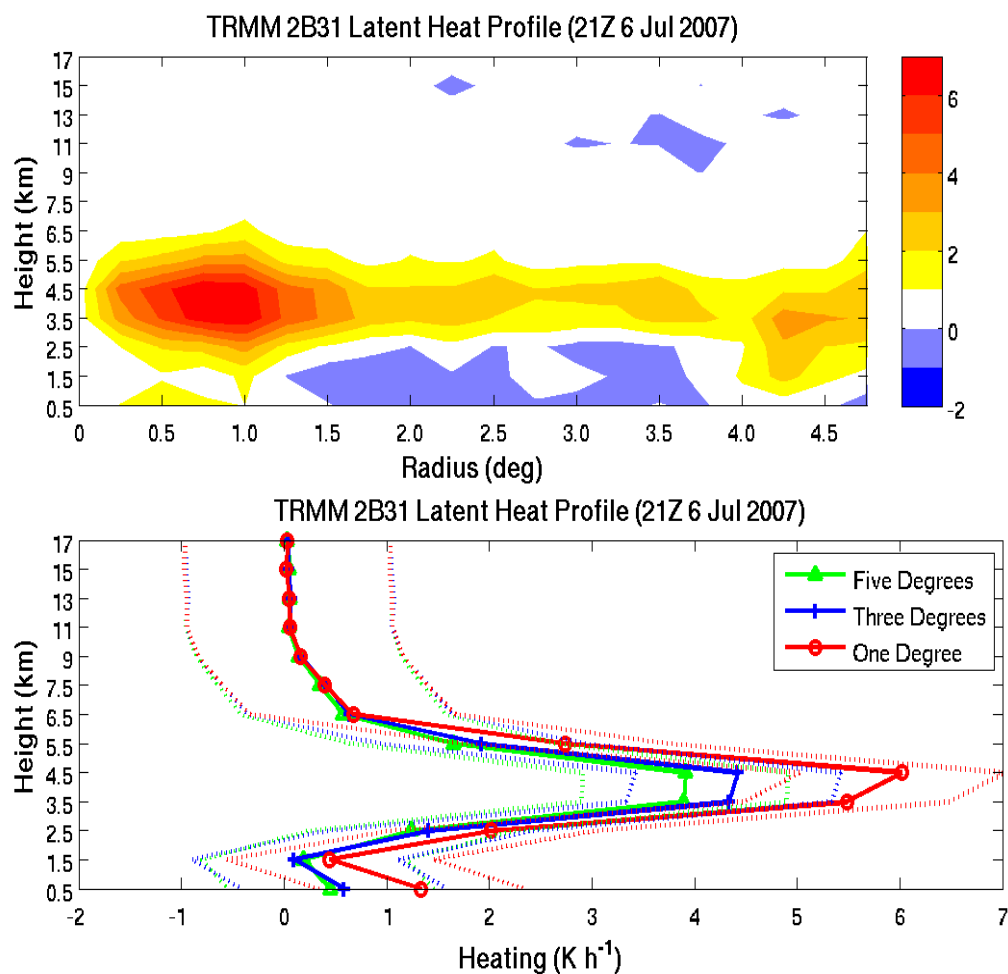 TRMM 2B31 Latent Heat Profile (21Z 6 Jul 2007)
Height (km)
17
15
13
11
9
7.5
6.5
5.5
4.5
3.5
2.5
1.5
0.5
0 0.5 1.0 1.5 2.0 2.5 3.0 3.5 4.0 4.5
Radius (deg)
6
4
2
0
-2
TRMM 2B31 Latent Heat Profile (21Z 6 Jul 2007)
Height (km)
17
15
13
11
9
7.5
6.5
5.5
4.5
3.5
2.5
1.5
0.5
Five Degrees
Three Degrees
One Degree
-2 -1 0 1 2 3 4 5 6 7
Heating (K h⁻¹)